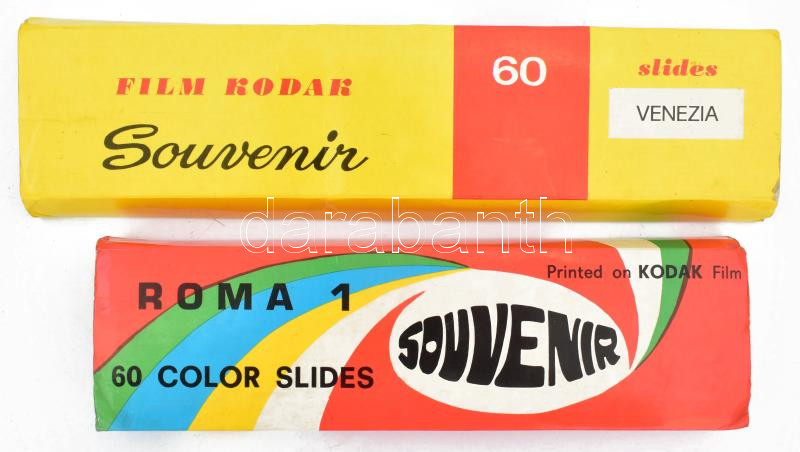 FILM KODAK
Souvenir
60
slides
VENEZIA
darabanth
ROMA 1
60 COLOR SLIDES
Printed on KODAK Film
SOUVENIR